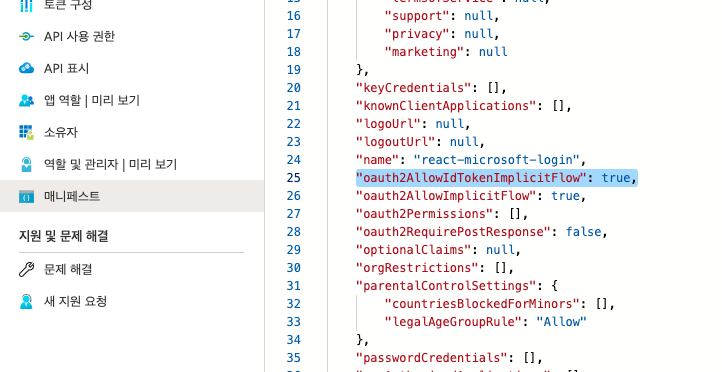 토큰 구성
API 사용 권한
API 표시
앱 역할 | 미리 보기
소유자
역할 및 관리자 | 미리 보기
매니페스트
지원 및 문제 해결
문제 해결
새 지원 요청
16 "support": null,
17 "privacy": null,
18 "marketing": null
19 },
20 "keyCredentials": [],
21 "knownClientApplications": [],
22 "logoUrl": null,
23 "logoutUrl": null,
24 "name": "react-microsoft-login",
25 "oauth2AllowIdTokenImplicitFlow": true,
26 "oauth2AllowImplicitFlow": true,
27 "oauth2Permissions": [],
28 "oauth2RequirePostResponse": false,
29 "optionalClaims": null,
30 "orgRestrictions": [],
31 "parentalControlSettings": {
32 "countriesBlockedForMinors": [],
33 "legalAgeGroupRule": "Allow"
34 },
35 "passwordCredentials": [],